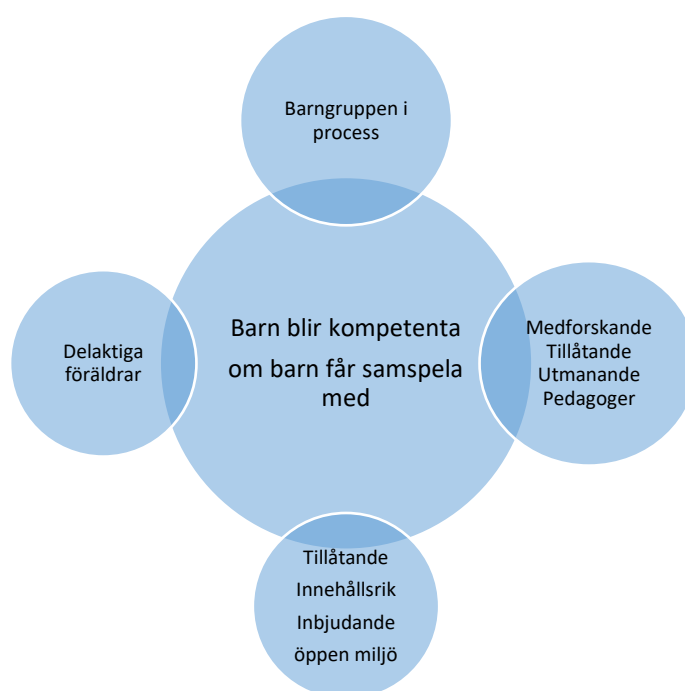 Barngruppen i
process
Barn blir kompetenta
om barn får samspela
med
Delaktiga
föräldrar
Medforskande
Tillåtande
Utmanande
Pedagoger
Tillåtande
Innehållsrik
Inbjudande
öppen miljö